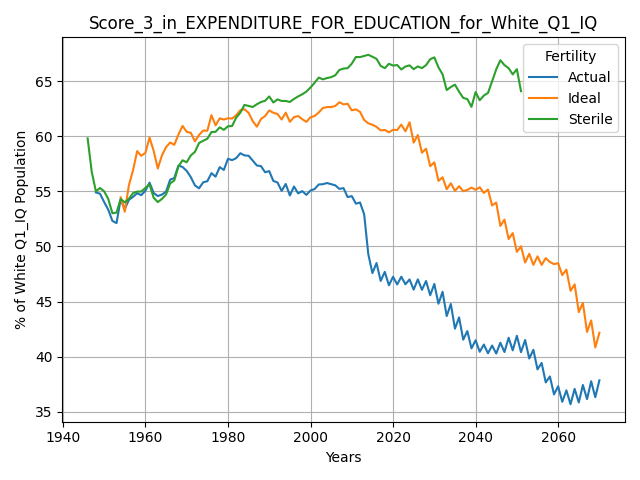 Score_3_in_EXPENDITURE_FOR_EDUCATION_for_White_Q1_IQ
Fertility
Actual
Ideal
Sterile
% of White Q1_IQ Population
65
60
55
50
45
40
35
1940 1960 1980 2000 2020 2040 2060
Years